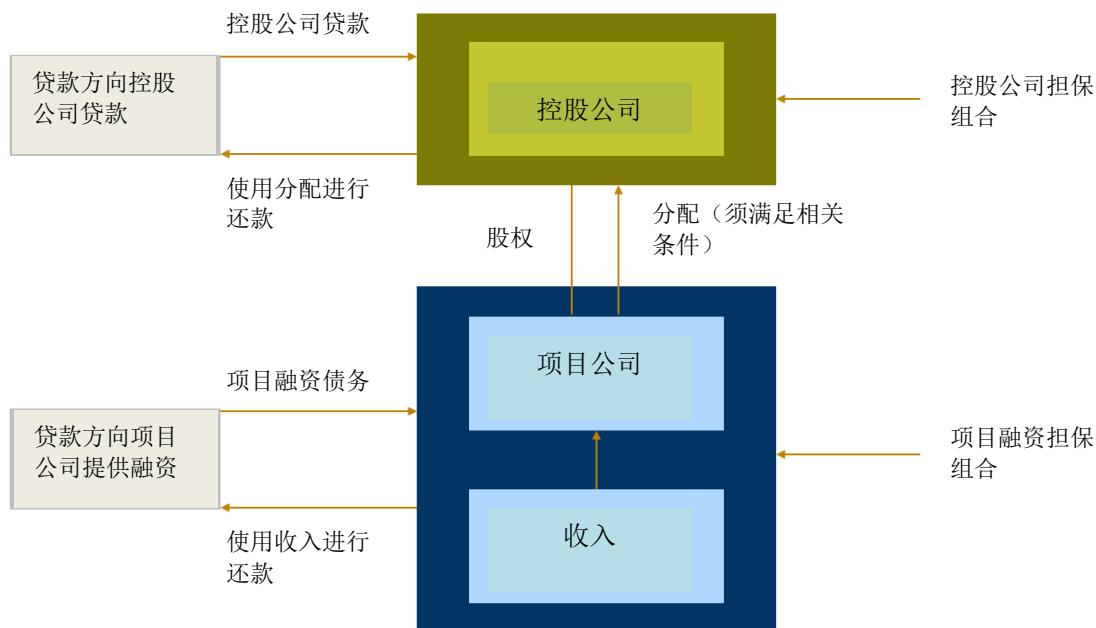 控股公司贷款
贷款方向控股
公司贷款
控股公司
控股公司担保
组合
使用分配进行
还款
股权
分配（须满足相关
条件）
项目公司
项目融资债务
贷款方向项目
公司提供融资
项目融资担保
组合
收入
使用收入进行
还款